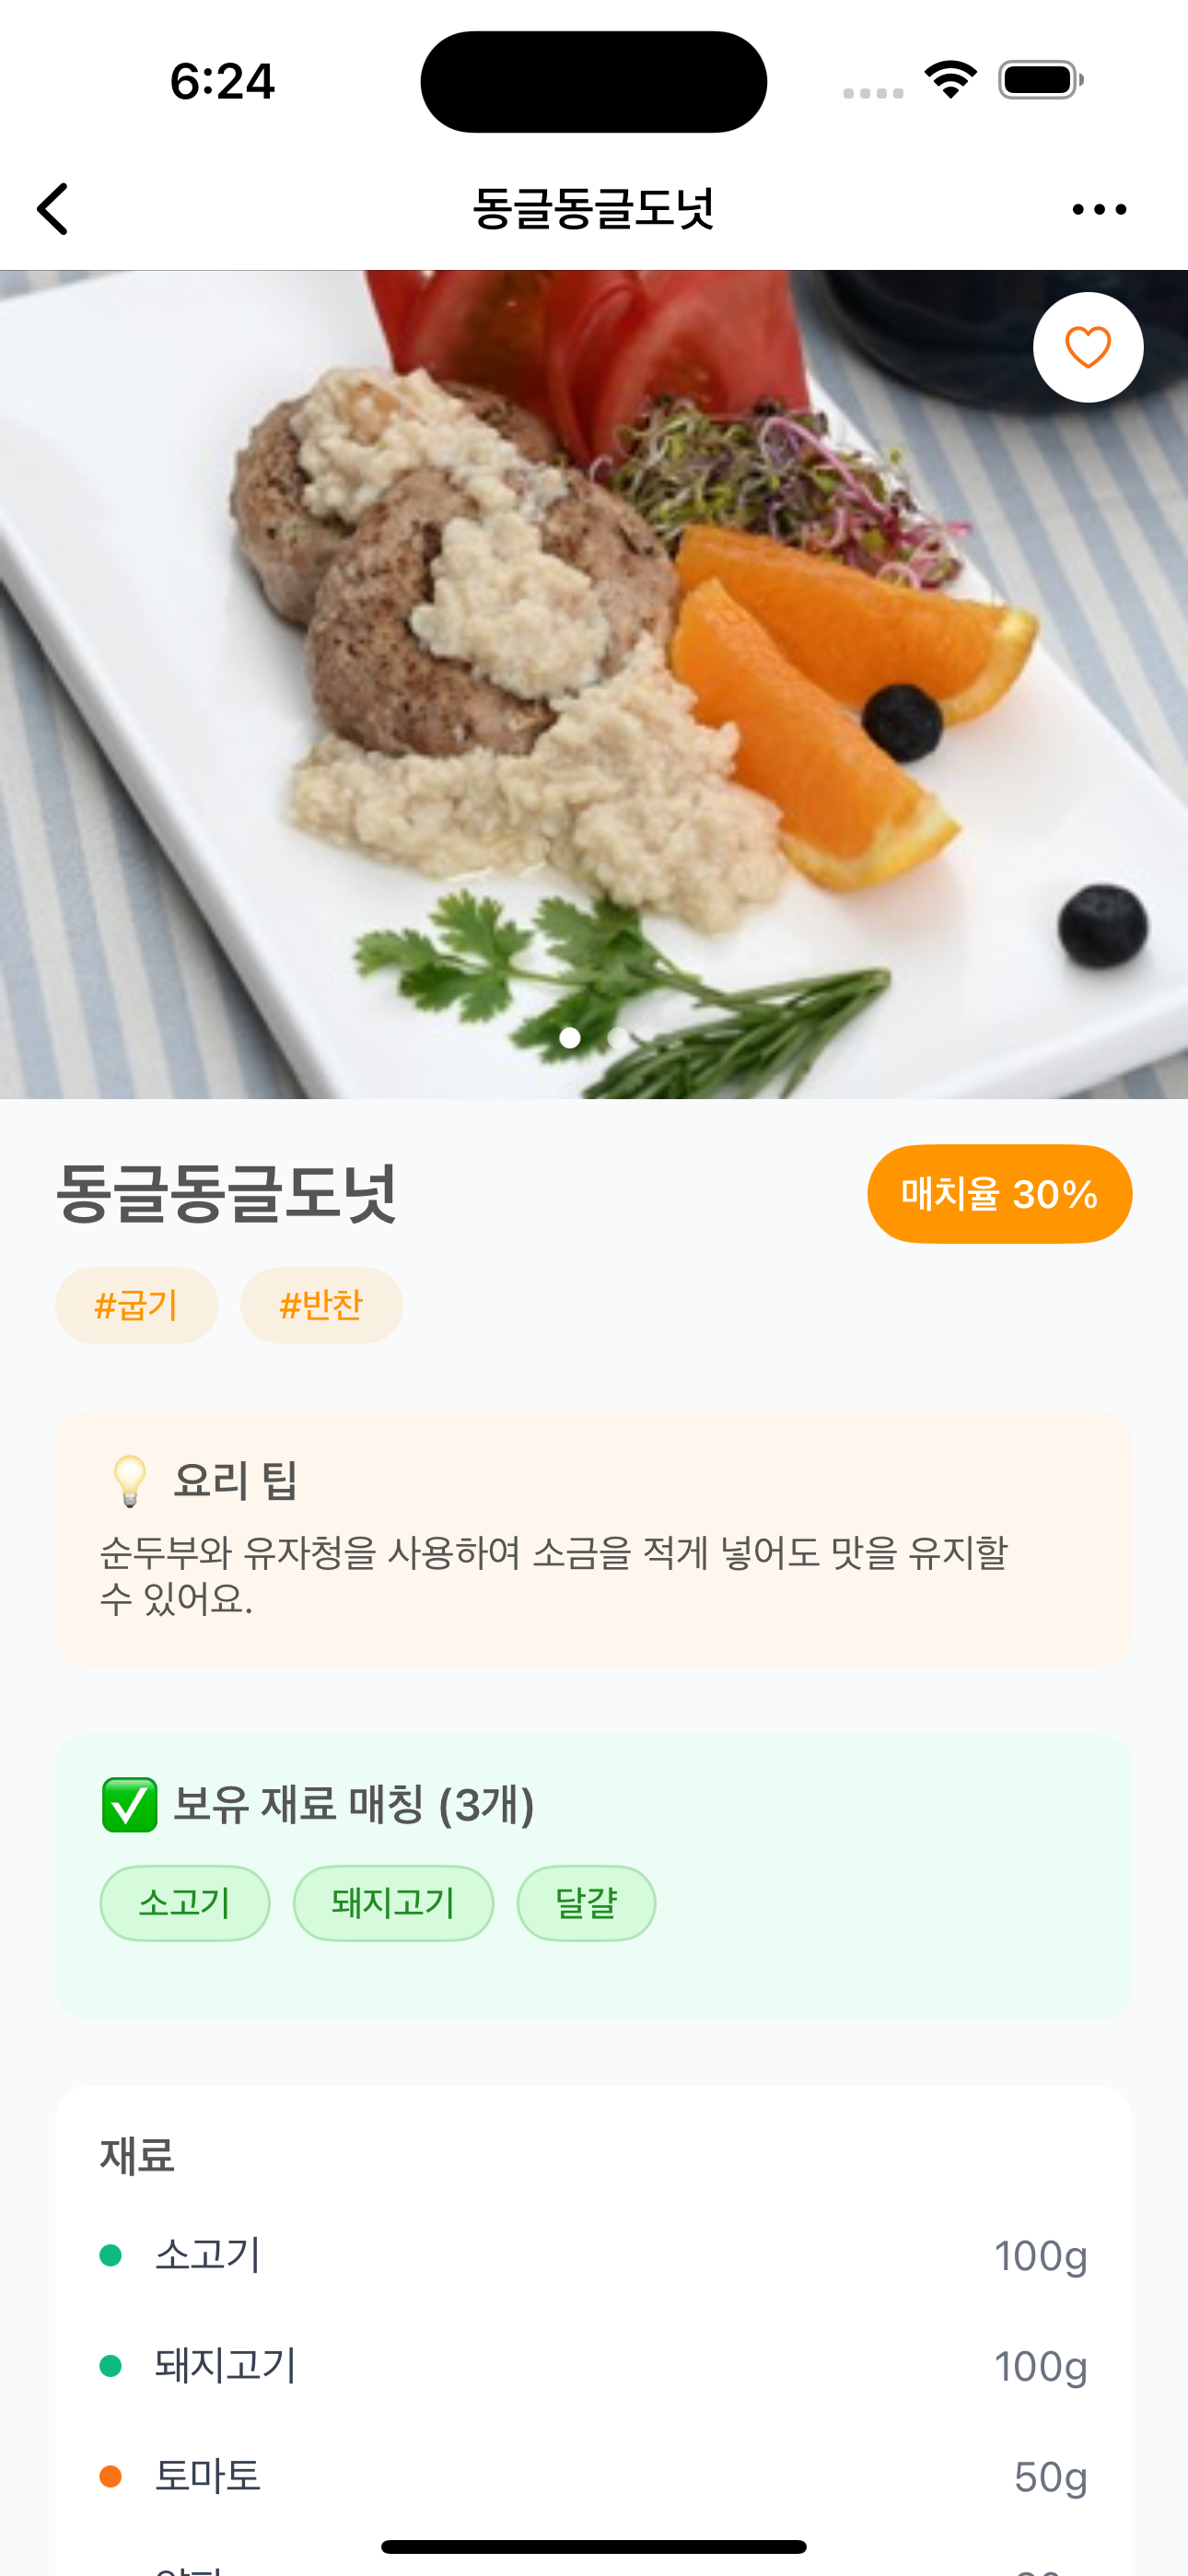 6:24
동글동글도넛
동글동글도넛
매치율 30%
#굽기 #반찬
💡 요리 팁
순두부와 유자청을 사용하여 소금을 적게 넣어도 맛을 유지할
수 있어요.
✅ 보유 재료 매칭 (3개)
소고기 돼지고기 달걀
재료
소고기 100g
돼지고기 100g
토마토 50g